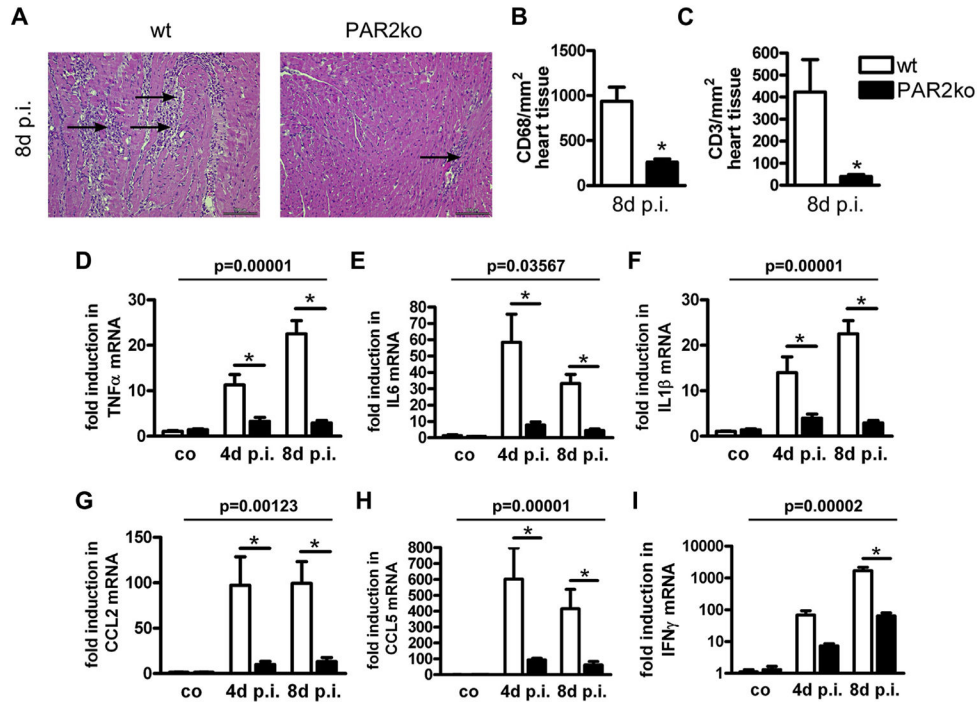 A
wt
PAR2ko
8d p.i.
B
CD68/mm2
heart tissue
1500
1000
500
0
*
8d p.i.
C
CD3/mm2
heart tissue
600
500
400
300
200
100
0
*
8d p.i.
wt
PAR2ko
D
p=0.00001
fold induction in
TNFα mRNA
30
20
10
0
*
*
co 4d p.i. 8d p.i.
E
p=0.03567
fold induction in
IL6 mRNA
80
70
60
50
40
30
20
10
0
*
*
co 4d p.i. 8d p.i.
F
p=0.00001
fold induction in
IL1β mRNA
30
20
10
0
*
*
co 4d p.i. 8d p.i.
G
p=0.00123
fold induction in
CCL2 mRNA
150
100
50
0
*
*
co 4d p.i. 8d p.i.
H
p=0.00001
fold induction in
CCL5 mRNA
800
700
600
500
400
300
200
100
0
*
*
co 4d p.i. 8d p.i.
I
p=0.00002
fold induction in
IFNγ mRNA
10000
1000
100
10
1
*
co 4d p.i. 8d p.i.